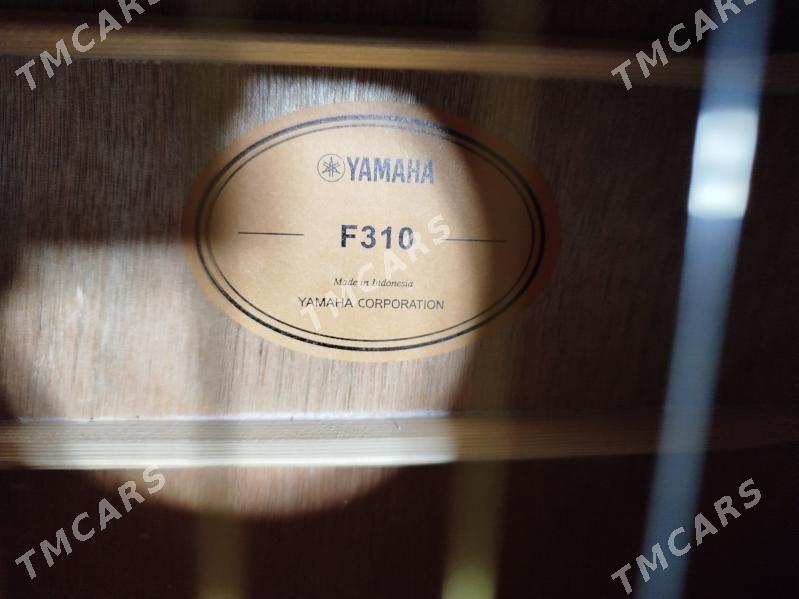 TMCARS
TMCARS
YAMAHA
F310
TMCARS
Made in Indonesia
YAMAHA CORPORATION
TMCARS
TMCARS